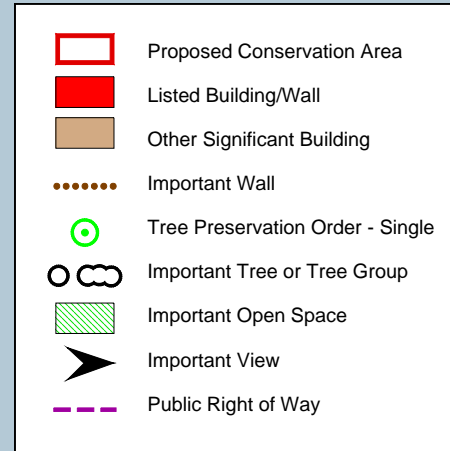 Proposed Conservation Area
Listed Building/Wall
Other Significant Building
Important Wall
Tree Preservation Order - Single
Important Tree or Tree Group
Important Open Space
Important View
Public Right of Way